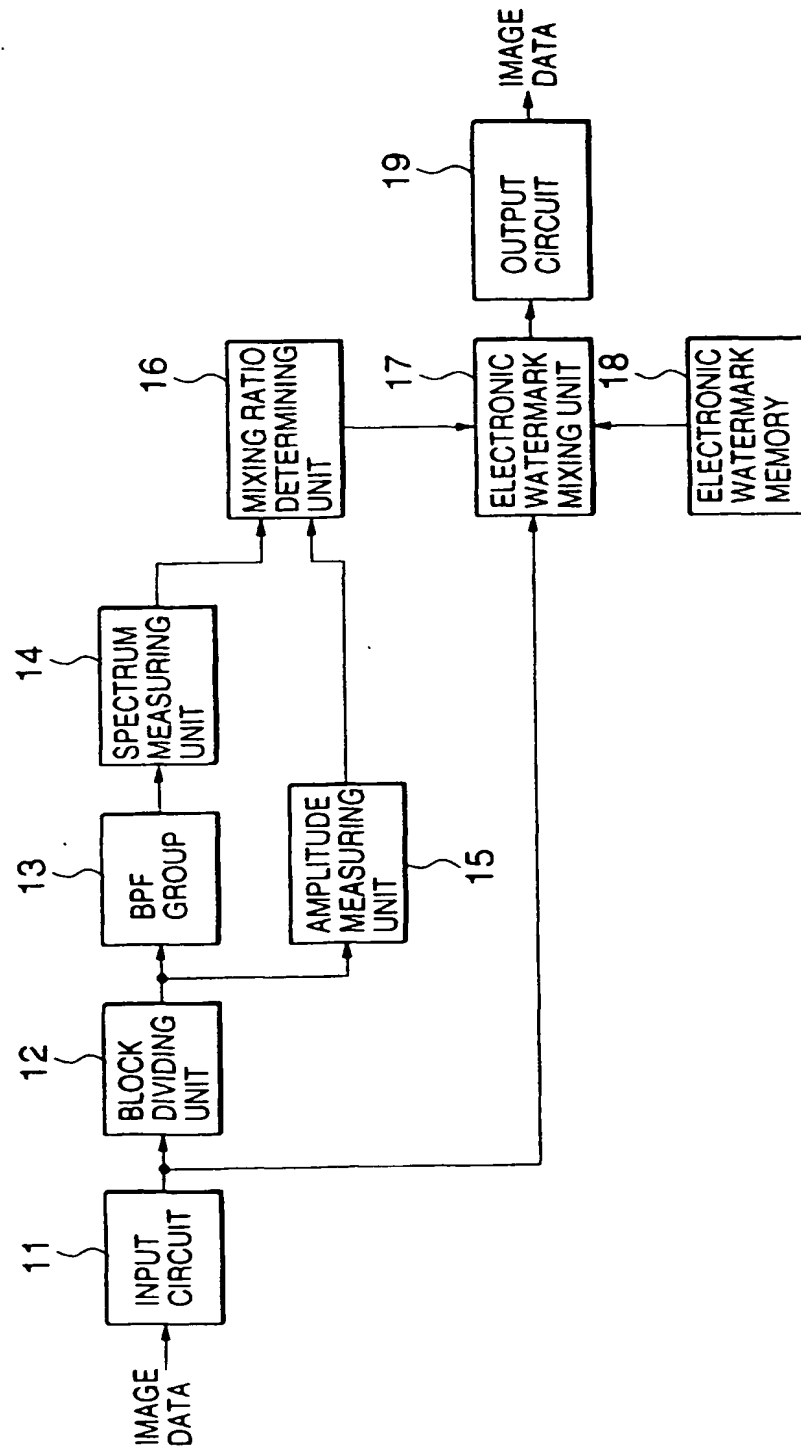 IMAGE
DATA
11
INPUT
CIRCUIT
12
BLOCK
DIVIDING
UNIT
13
BPF
GROUP
14
SPECTRUM
MEASURING
UNIT
AMPLITUDE
MEASURING
UNIT
15
16
MIXING RATIO
DETERMINING
UNIT
17
ELECTRONIC
WATERMARK
MIXING UNIT
18
ELECTRONIC
WATERMARK
MEMORY
19
OUTPUT
CIRCUIT
IMAGE
DATA